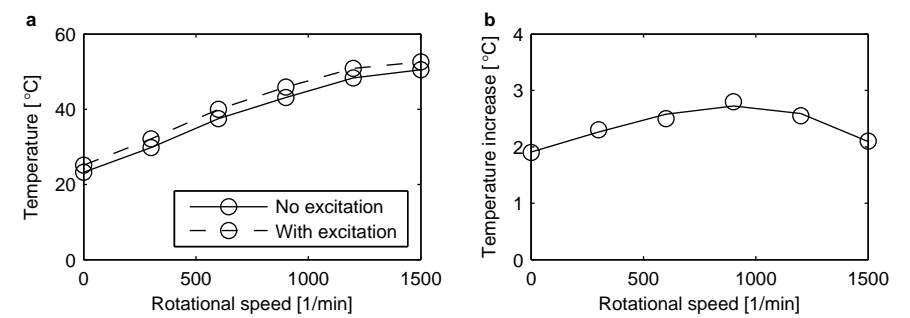 a
60
40
20
0
Temperature [ °C]
No excitation
With excitation
0 500 1000 1500
Rotational speed [1/min]
b
4
3
2
1
0
Temperature increase [ °C]
0 500 1000 1500
Rotational speed [1/min]